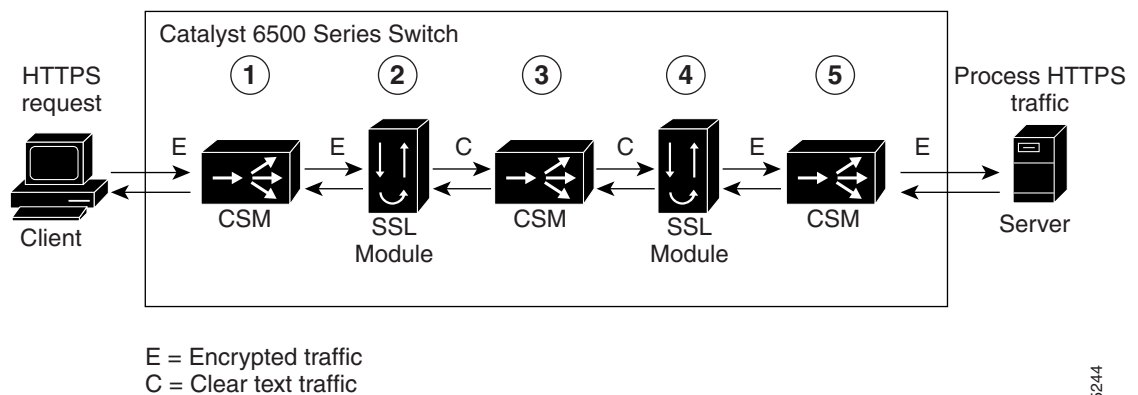 Catalyst 6500 Series Switch
1 2 3 4 5
HTTPS
request
Process HTTPS
traffic
E E C C E E
CSM
SSL
Module
CSM
SSL
Module
CSM
Client
Server
E = Encrypted traffic
C = Clear text traffic